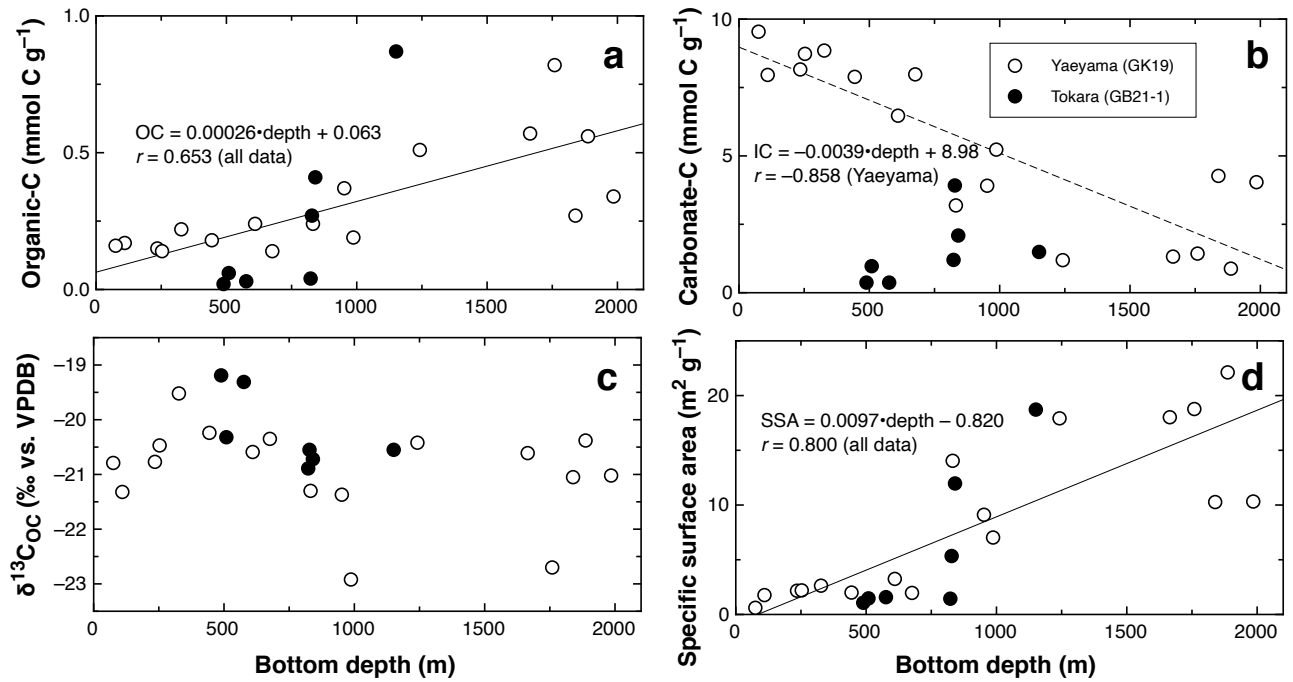 a
Organic-C (mmol C g⁻¹)
1.0
0.5
0.0
OC = 0.00026•depth + 0.063
r = 0.653 (all data)
0 500 1000 1500 2000
b
Carbonate-C (mmol C g⁻¹)
10
5
0
Yaeyama (GK19)
Tokara (GB21-1)
IC = −0.0039•depth + 8.98
r = −0.858 (Yaeyama)
0 500 1000 1500 2000
c
δ¹³C_OC (‰ vs. VPDB)
−19
−20
−21
−22
−23
0 500 1000 1500 2000
Bottom depth (m)
d
Specific surface area (m² g⁻¹)
20
10
0
SSA = 0.0097•depth − 0.820
r = 0.800 (all data)
0 500 1000 1500 2000
Bottom depth (m)